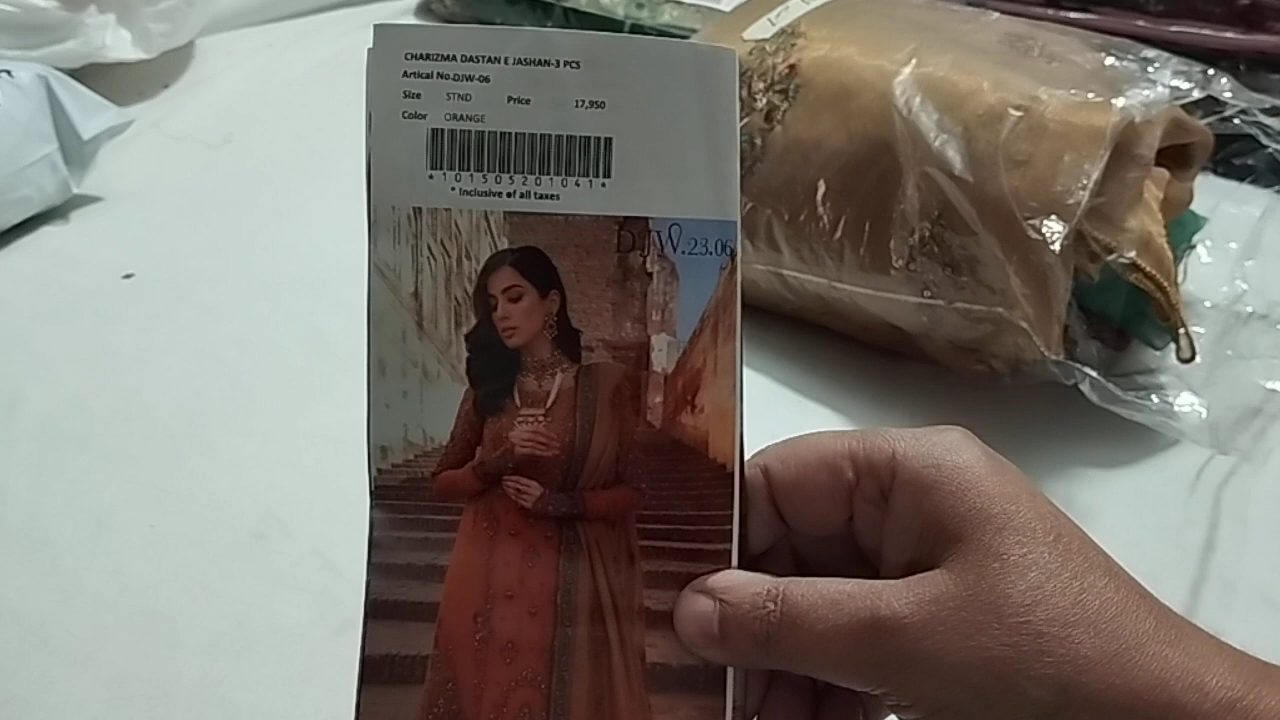 CHARIZMA DASTAN E JASHAN-3 PCS
Artical No.DJW-06
Size STND Price 17,950
Color ORANGE
*101505201041*
* Inclusive of all taxes
DJW.23.06